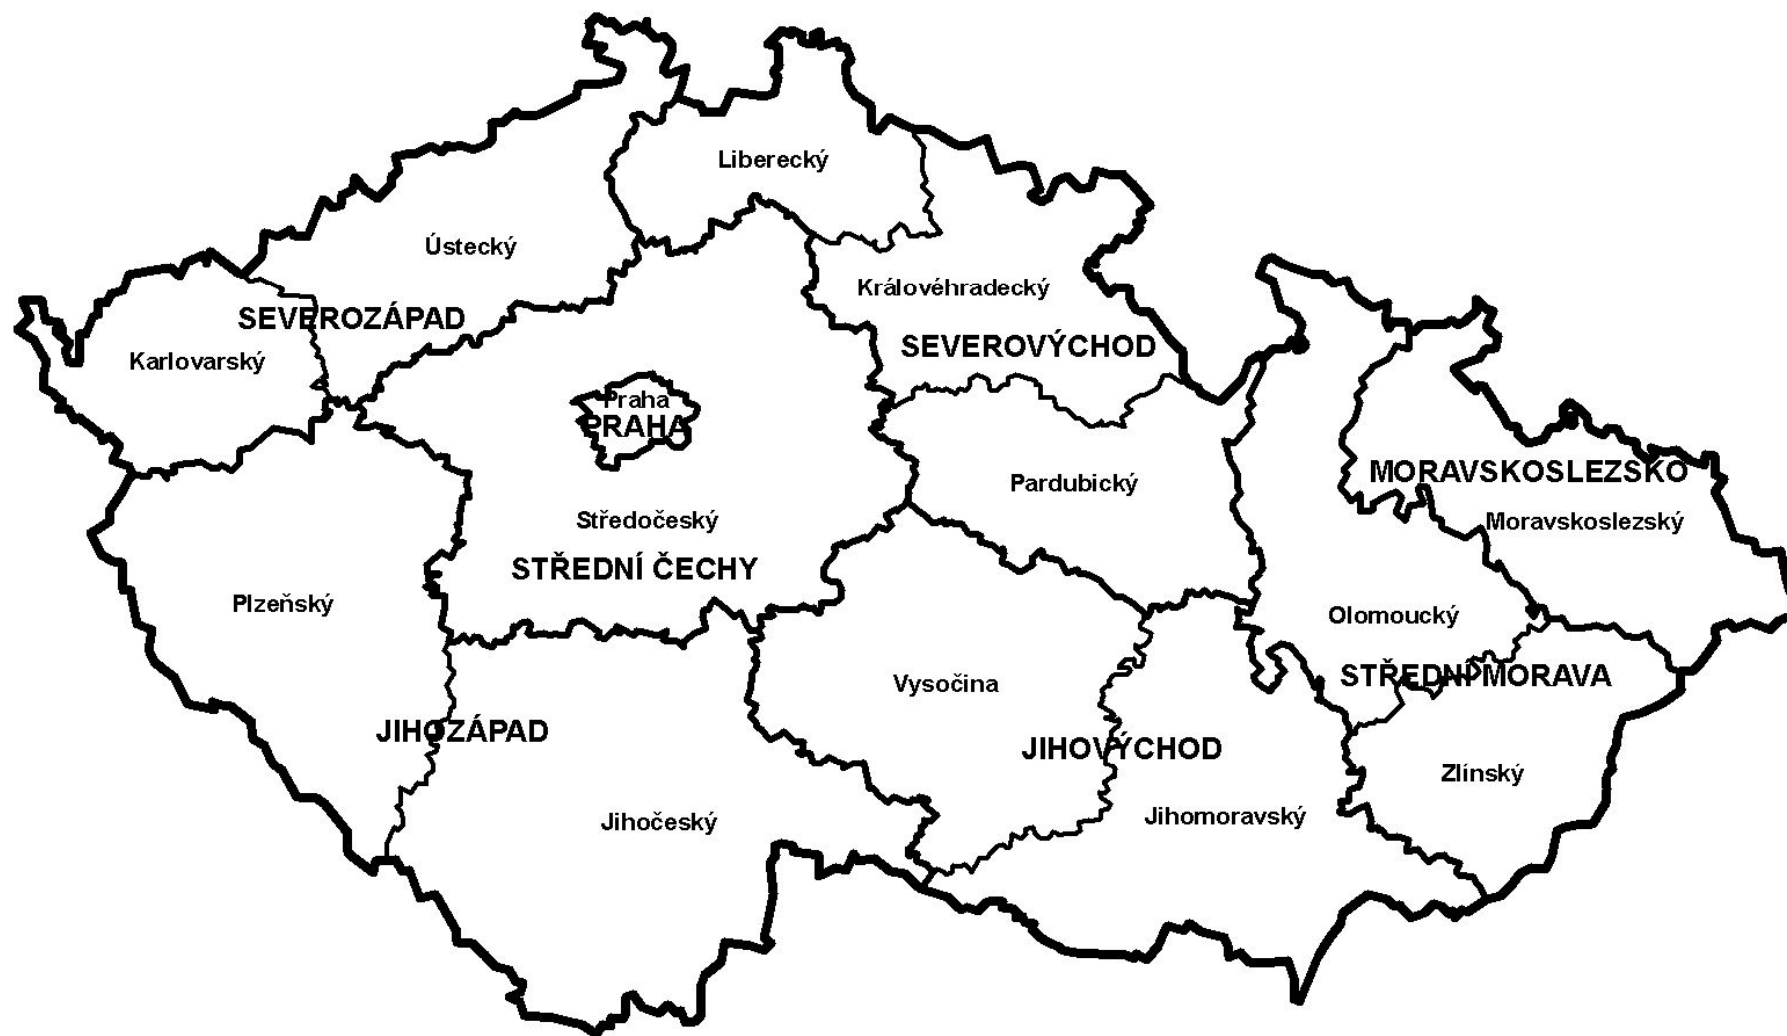 Liberecký
Ústecký
Královéhradecký
SEVEROZÁPAD
SEVEROVÝCHOD
Karlovarský
Praha
PRAHA
MORAVSKOSLEZSKO
Pardubický
Středočeský
Moravskoslezský
STŘEDNÍ ČECHY
Plzeňský
Olomoucký
STŘEDNÍ MORAVA
Vysočina
JIHOZÁPAD
JIHOVÝCHOD
Zlínský
Jihočeský
Jihomoravský